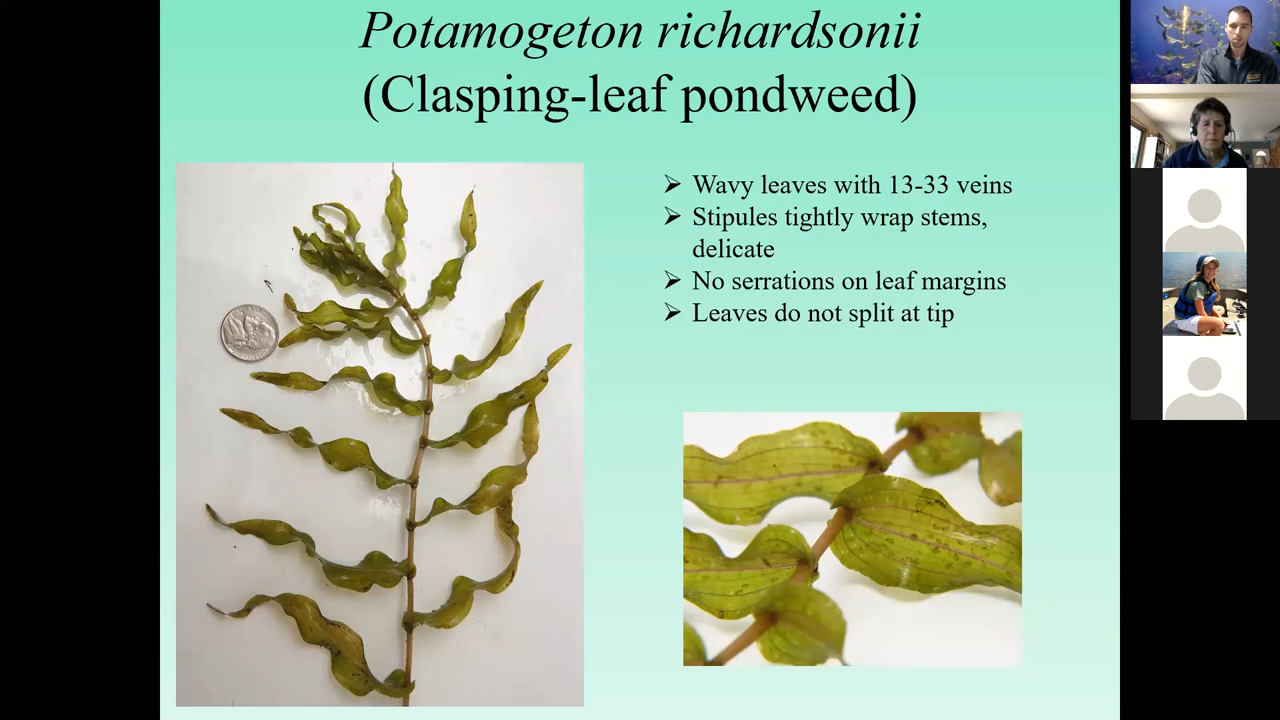 Potamogeton richardsonii
(Clasping-leaf pondweed)
Wavy leaves with 13-33 veins
Stipules tightly wrap stems,
delicate
No serrations on leaf margins
Leaves do not split at tip